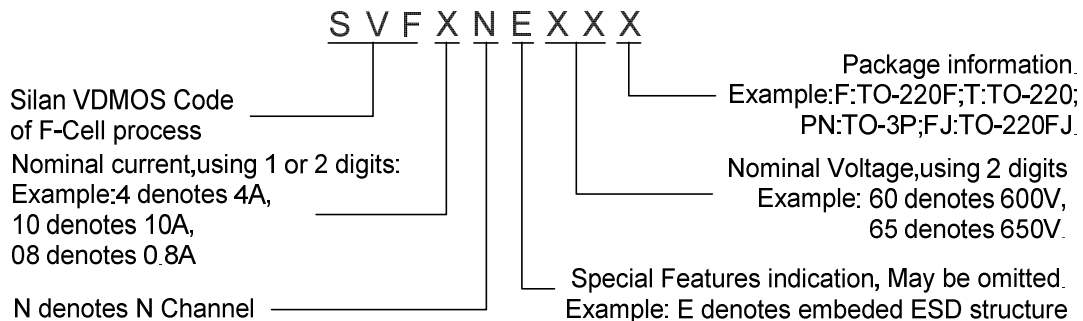 S V F X N E X X X
Silan VDMOS Code
of F-Cell process
Nominal current,using 1 or 2 digits:
Example:4 denotes 4A,
10 denotes 10A,
08 denotes 0.8A
N denotes N Channel
Package information.
Example:F:TO-220F;T:TO-220;
PN:TO-3P;FJ:TO-220FJ.
Nominal Voltage,using 2 digits
Example: 60 denotes 600V,
65 denotes 650V.
Special Features indication, May be omitted.
Example: E denotes embeded ESD structure